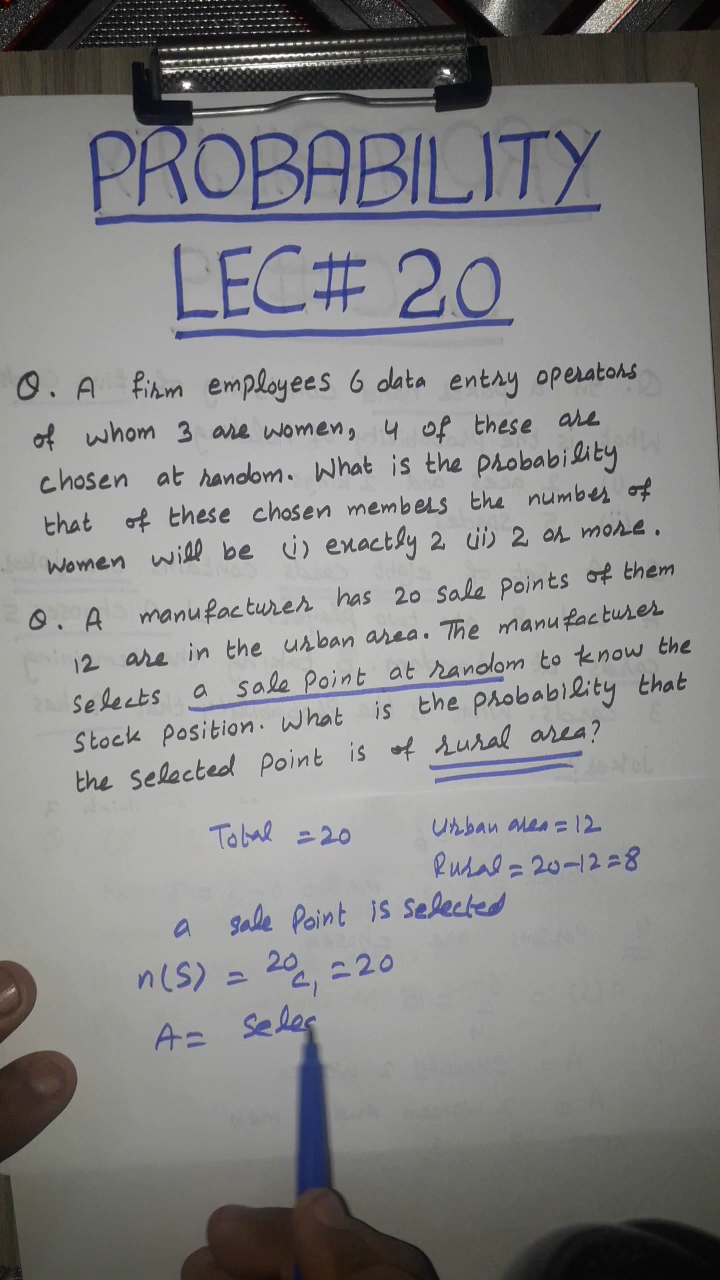 PROBABILITY
LEC# 20
Q. A firm employees 6 data entry operators
of whom 3 are women, 4 of these are
chosen at random. What is the probability
that of these chosen members the number of
women will be (i) exactly 2 (ii) 2 or more.
Q. A manufacturer has 20 sale points of them
12 are in the urban area. The manufacturer
selects a sale point at random to know the
stock position. What is the probability that
the selected point is of rural area?
Total = 20 Urban area = 12
Rural = 20-12 = 8
a sale point is selected
n(S) = 20C1 = 20
A = selec